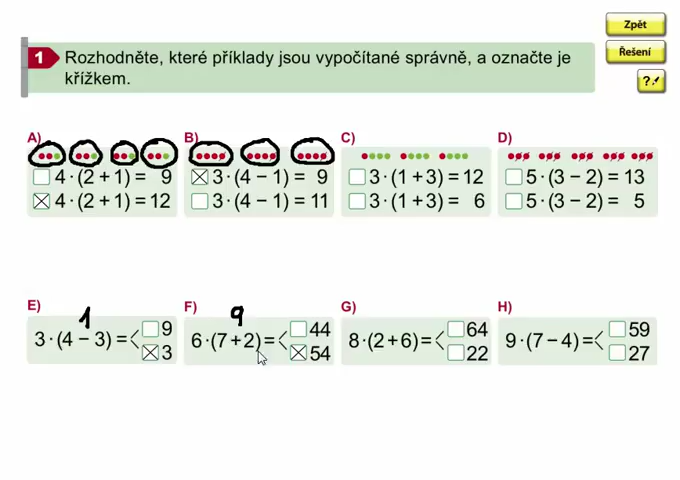 Zpět
1 Rozhodněte, které příklady jsou vypočítané správně, a označte je
křížkem.
Řešení
?
A) B) C) D)
4·(2+1)= 9 3·(4−1)= 9 3·(1+3)=12 5·(3−2)=13
4·(2+1)=12 3·(4−1)=11 3·(1+3)= 6 5·(3−2)= 5
E) F) G) H)
1 9
9 44 64 59
3·(4−3)=< 6·(7+2)=< 8·(2+6)=< 9·(7−4)=<
3 54 22 27